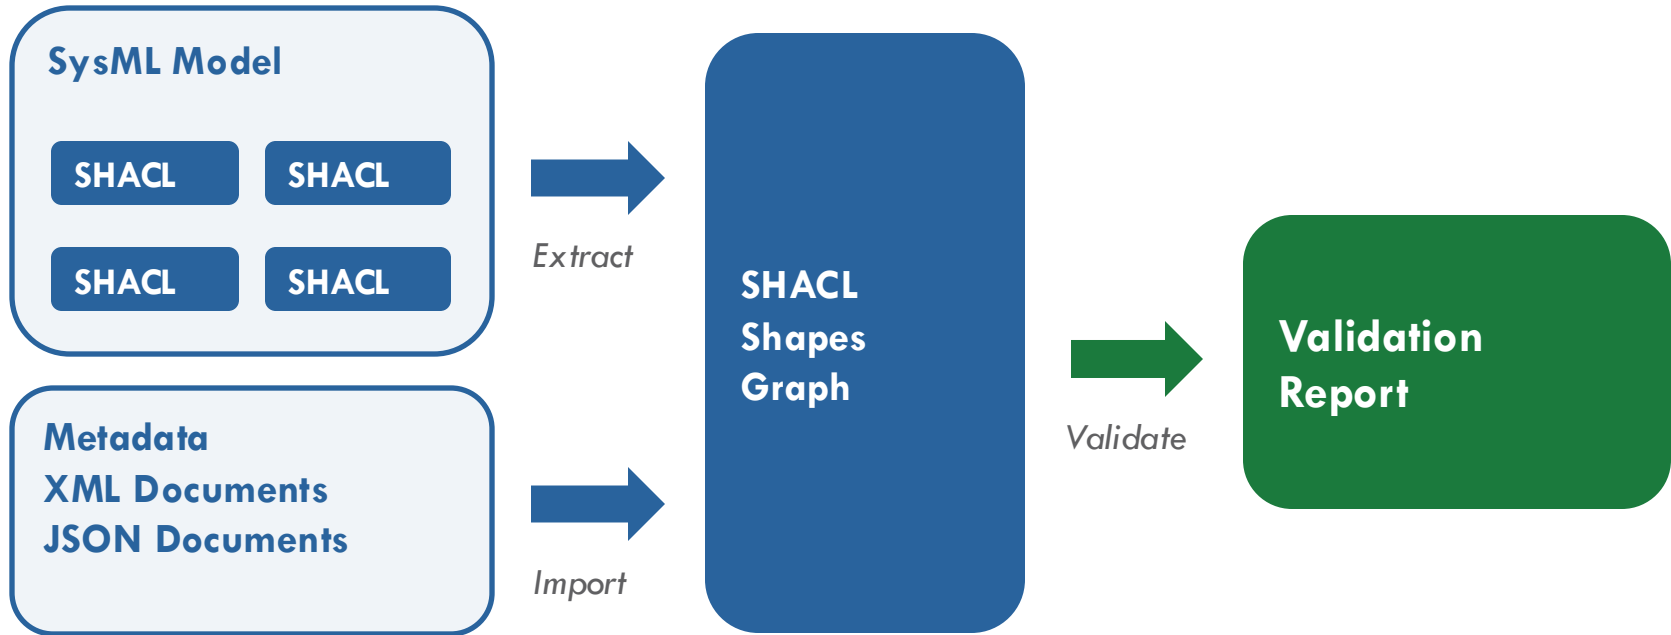 SysML Model
SHACL SHACL
SHACL SHACL
Extract
Metadata
XML Documents
JSON Documents
Import
SHACL
Shapes
Graph
Validate
Validation
Report